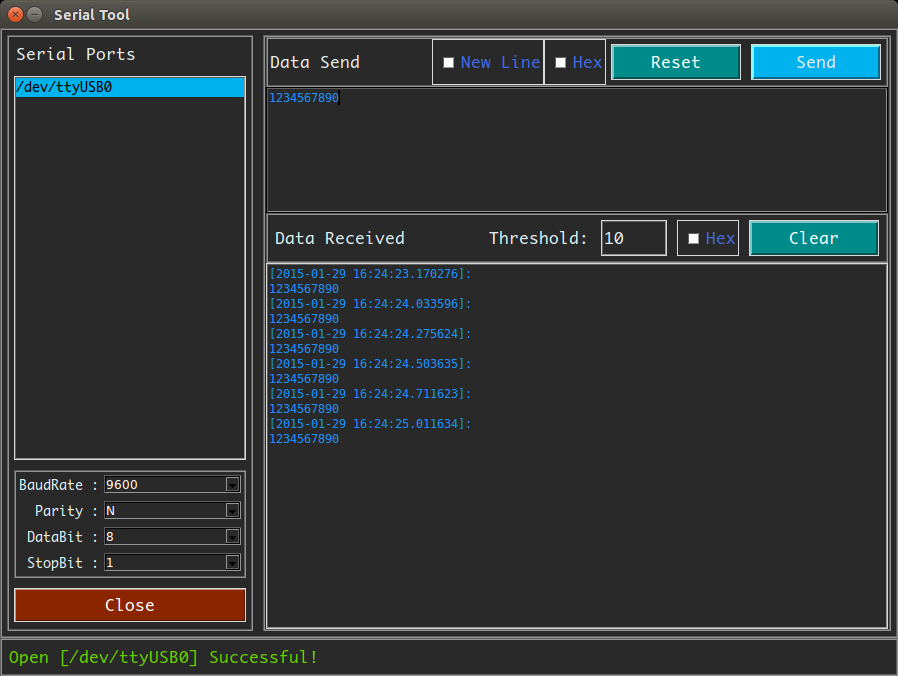 Serial Tool
Serial Ports
/dev/ttyUSB0
BaudRate : 9600
Parity : N
DataBit : 8
StopBit : 1
Close
Data Send New Line Hex Reset Send
1234567890
Data Received Threshold: 10 Hex Clear
[2015-01-29 16:24:23.170276]:
1234567890
[2015-01-29 16:24:24.033596]:
1234567890
[2015-01-29 16:24:24.275624]:
1234567890
[2015-01-29 16:24:24.503635]:
1234567890
[2015-01-29 16:24:24.711623]:
1234567890
[2015-01-29 16:24:25.011634]:
1234567890
Open [/dev/ttyUSB0] Successful!